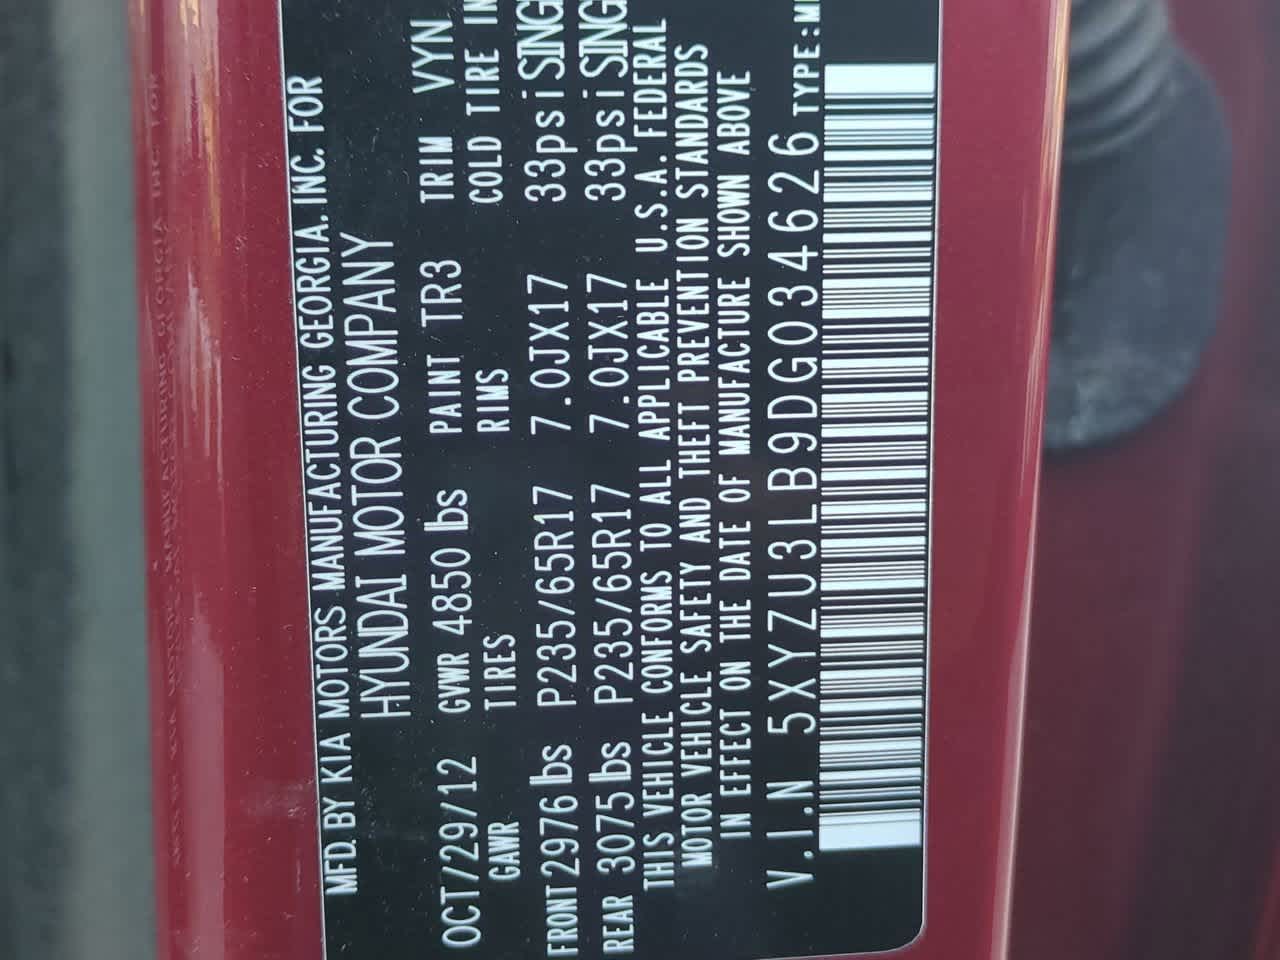 MFD. BY KIA MOTORS MANUFACTURING GEORGIA, INC. FOR
HYUNDAI MOTOR COMPANY
OCT/29/12 GVWR 4850 lbs PAINT TR3 TRIM VYN
GAWR TIRES RIMS COLD TIRE
FRONT 2976 lbs P235/65R17 7.0JX17 33psi SING
REAR 3075 lbs P235/65R17 7.0JX17 33psi SING
THIS VEHICLE CONFORMS TO ALL APPLICABLE U.S.A. FEDERAL
MOTOR VEHICLE SAFETY AND THEFT PREVENTION STANDARDS
IN EFFECT ON THE DATE OF MANUFACTURE SHOWN ABOVE
V.I.N 5XYZU3LB9DG034626 TYPE: